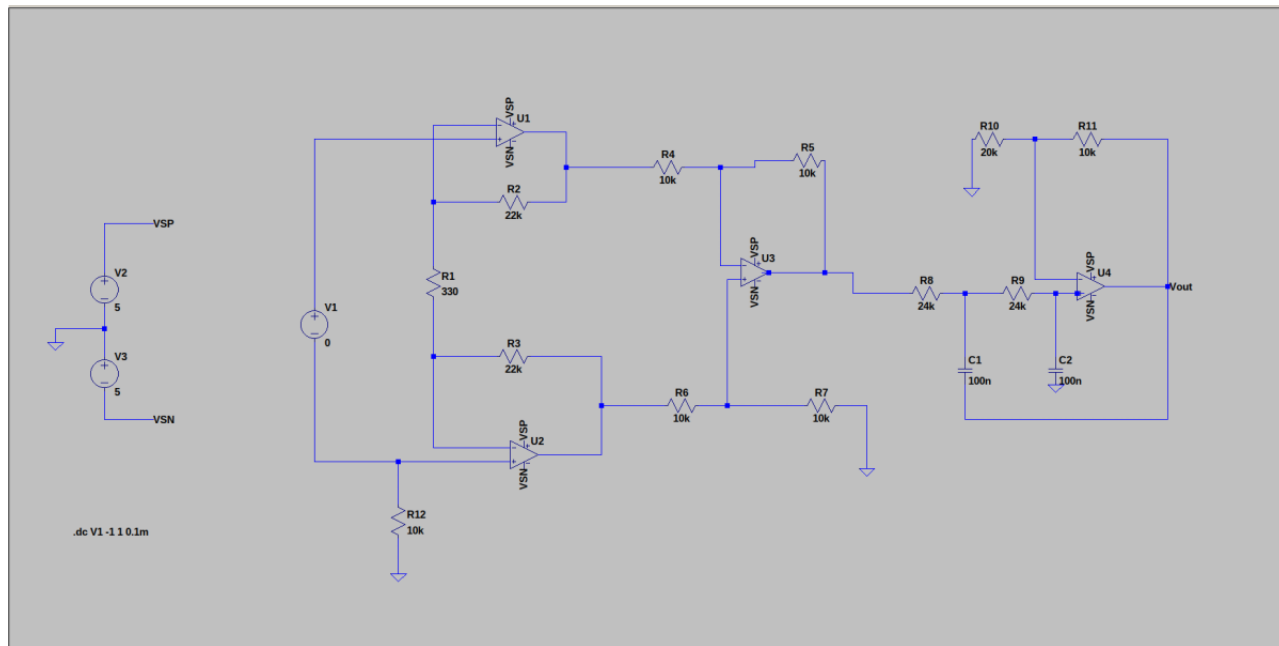 VSP
V2
5
V3
5
VSN
.dc V1 -1 1 0.1m
V1
0
VSP
U1
VSN
R2
22k
R1
330
R3
22k
VSP
U2
VSN
R12
10k
R4
10k
R5
10k
VSP
U3
VSN
R6
10k
R7
10k
R8
24k
R9
24k
C1
100n
C2
100n
R10
20k
R11
10k
VSP
U4
VSN
Vout